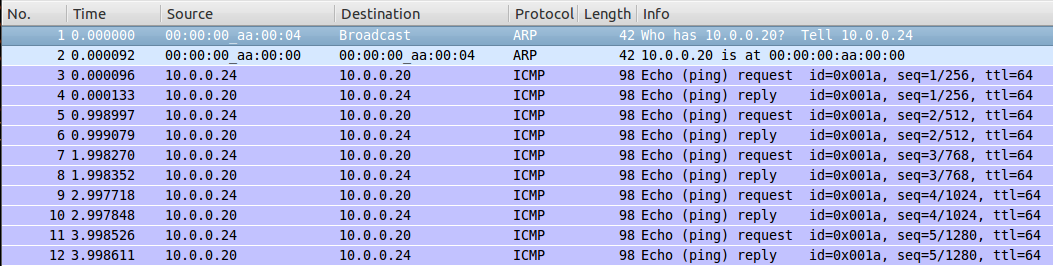 No. Time Source Destination Protocol Length Info
1 0.000000 00:00:00_aa:00:04 Broadcast ARP 42 Who has 10.0.0.20? Tell 10.0.0.24
2 0.000092 00:00:00_aa:00:00 00:00:00_aa:00:04 ARP 42 10.0.0.20 is at 00:00:00:aa:00:00
3 0.000096 10.0.0.24 10.0.0.20 ICMP 98 Echo (ping) request id=0x001a, seq=1/256, ttl=64
4 0.000133 10.0.0.20 10.0.0.24 ICMP 98 Echo (ping) reply id=0x001a, seq=1/256, ttl=64
5 0.998997 10.0.0.24 10.0.0.20 ICMP 98 Echo (ping) request id=0x001a, seq=2/512, ttl=64
6 0.999079 10.0.0.20 10.0.0.24 ICMP 98 Echo (ping) reply id=0x001a, seq=2/512, ttl=64
7 1.998270 10.0.0.24 10.0.0.20 ICMP 98 Echo (ping) request id=0x001a, seq=3/768, ttl=64
8 1.998352 10.0.0.20 10.0.0.24 ICMP 98 Echo (ping) reply id=0x001a, seq=3/768, ttl=64
9 2.997718 10.0.0.24 10.0.0.20 ICMP 98 Echo (ping) request id=0x001a, seq=4/1024, ttl=64
10 2.997848 10.0.0.20 10.0.0.24 ICMP 98 Echo (ping) reply id=0x001a, seq=4/1024, ttl=64
11 3.998526 10.0.0.24 10.0.0.20 ICMP 98 Echo (ping) request id=0x001a, seq=5/1280, ttl=64
12 3.998611 10.0.0.20 10.0.0.24 ICMP 98 Echo (ping) reply id=0x001a, seq=5/1280, ttl=64